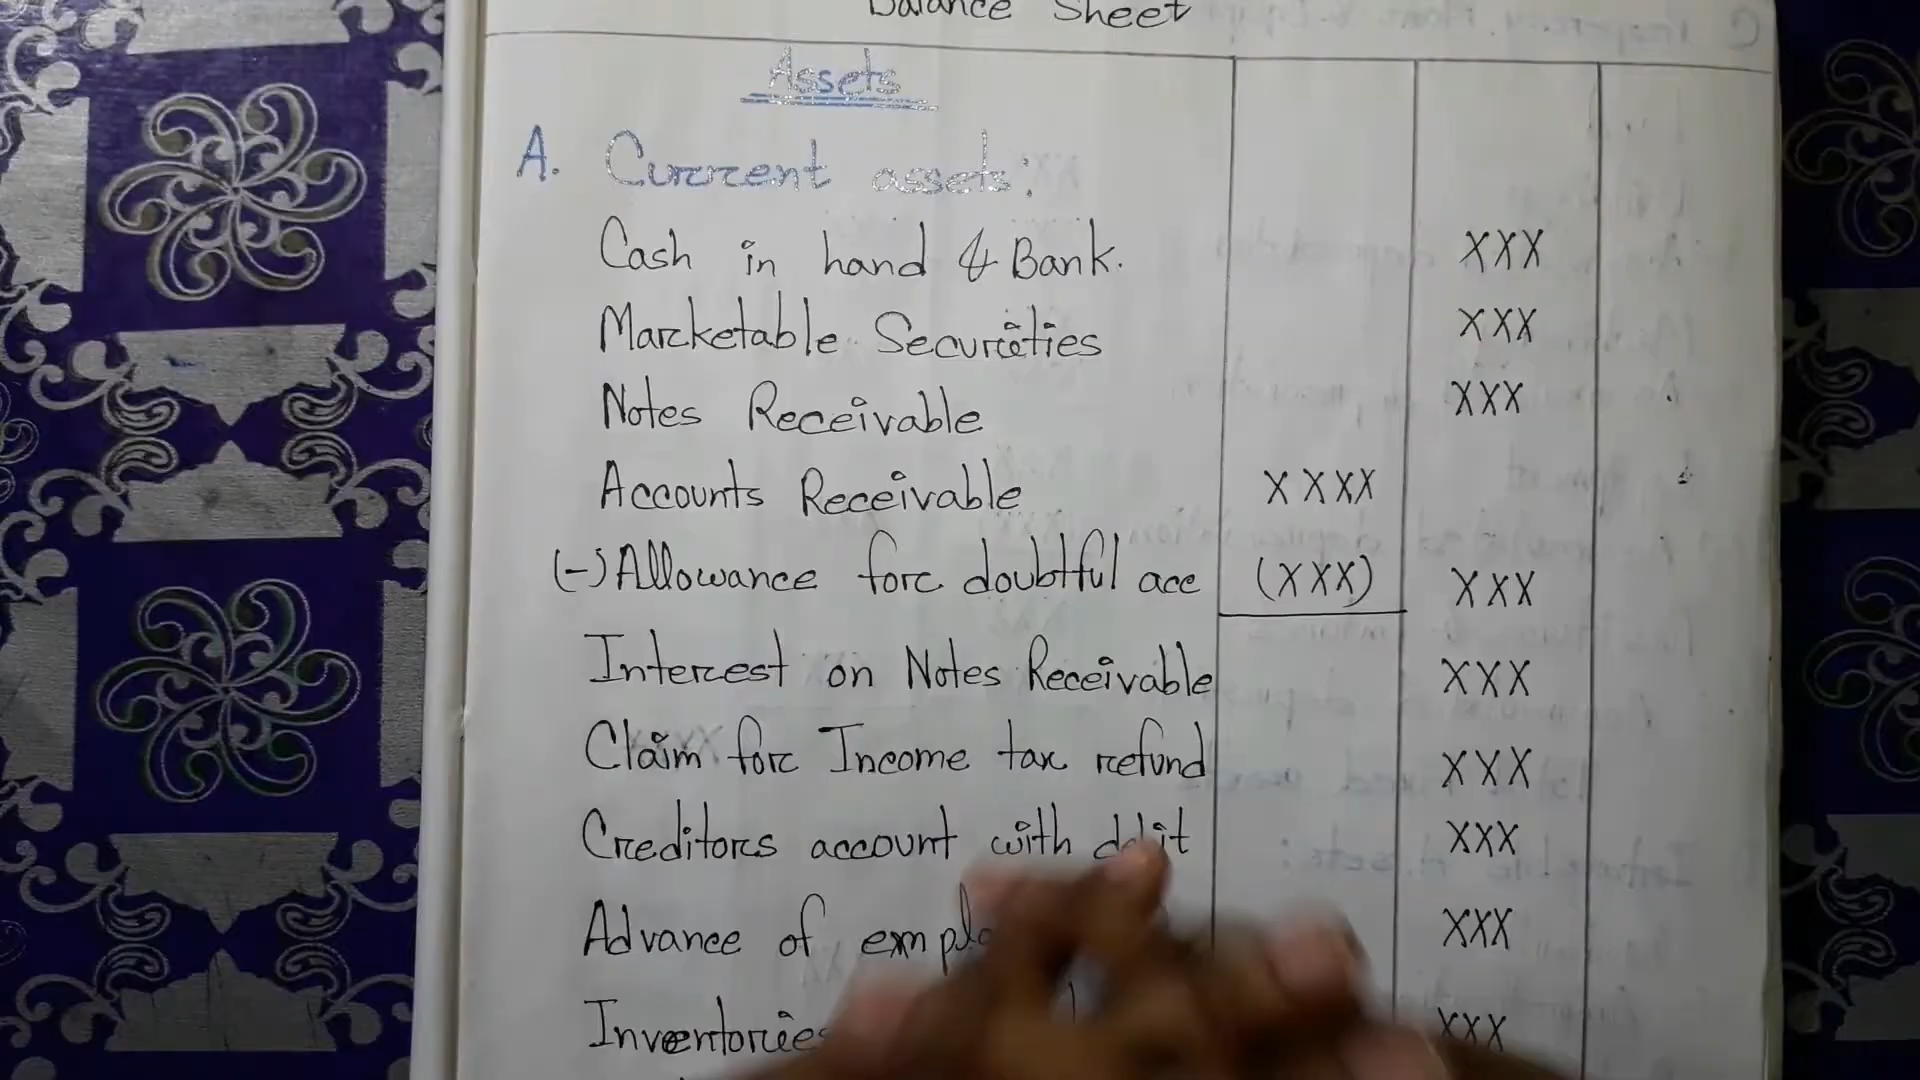 Balance Sheet
Assets
A. Current assets:
Cash in hand & Bank. XXX
Marketable Securities XXX
Notes Receivable XXX
Accounts Receivable XXXX
(-) Allowance for doubtful acc (XXX) XXX
Interest on Notes Receivable XXX
Claim for Income tax refund XXX
Creditors account with debit XXX
Advance of XXX
Inventories XXX